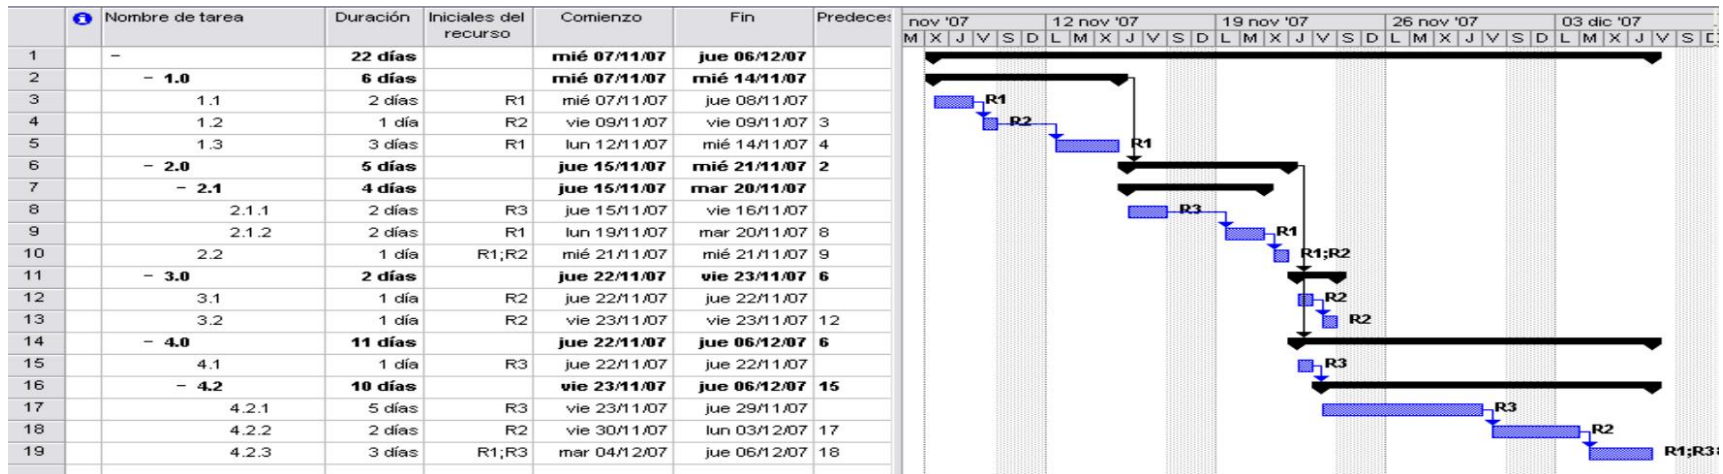 Nombre de tarea Duración Iniciales del recurso Comienzo Fin Predeces
nov '07 12 nov '07 19 nov '07 26 nov '07 03 dic '07
M X J V S D L M X J V S D L M X J V S D L M X J V S D L M X J V S D
1 − 22 días mié 07/11/07 jue 06/12/07
2 − 1.0 6 días mié 07/11/07 mié 14/11/07
3 1.1 2 días R1 mié 07/11/07 jue 08/11/07 R1
4 1.2 1 día R2 vie 09/11/07 vie 09/11/07 3 R2
5 1.3 3 días R1 lun 12/11/07 mié 14/11/07 4 R1
6 − 2.0 5 días jue 15/11/07 mié 21/11/07 2
7 − 2.1 4 días jue 15/11/07 mar 20/11/07
8 2.1.1 2 días R3 jue 15/11/07 vie 16/11/07 R3
9 2.1.2 2 días R1 lun 19/11/07 mar 20/11/07 8 R1
10 2.2 1 día R1;R2 mié 21/11/07 mié 21/11/07 9 R1;R2
11 − 3.0 2 días jue 22/11/07 vie 23/11/07 6
12 3.1 1 día R2 jue 22/11/07 jue 22/11/07 R2
13 3.2 1 día R2 vie 23/11/07 vie 23/11/07 12 R2
14 − 4.0 11 días jue 22/11/07 jue 06/12/07 6
15 4.1 1 día R3 jue 22/11/07 jue 22/11/07 R3
16 − 4.2 10 días vie 23/11/07 jue 06/12/07 15
17 4.2.1 5 días R3 vie 23/11/07 jue 29/11/07 R3
18 4.2.2 2 días R2 vie 30/11/07 lun 03/12/07 17 R2
19 4.2.3 3 días R1;R3 mar 04/12/07 jue 06/12/07 18 R1;R3